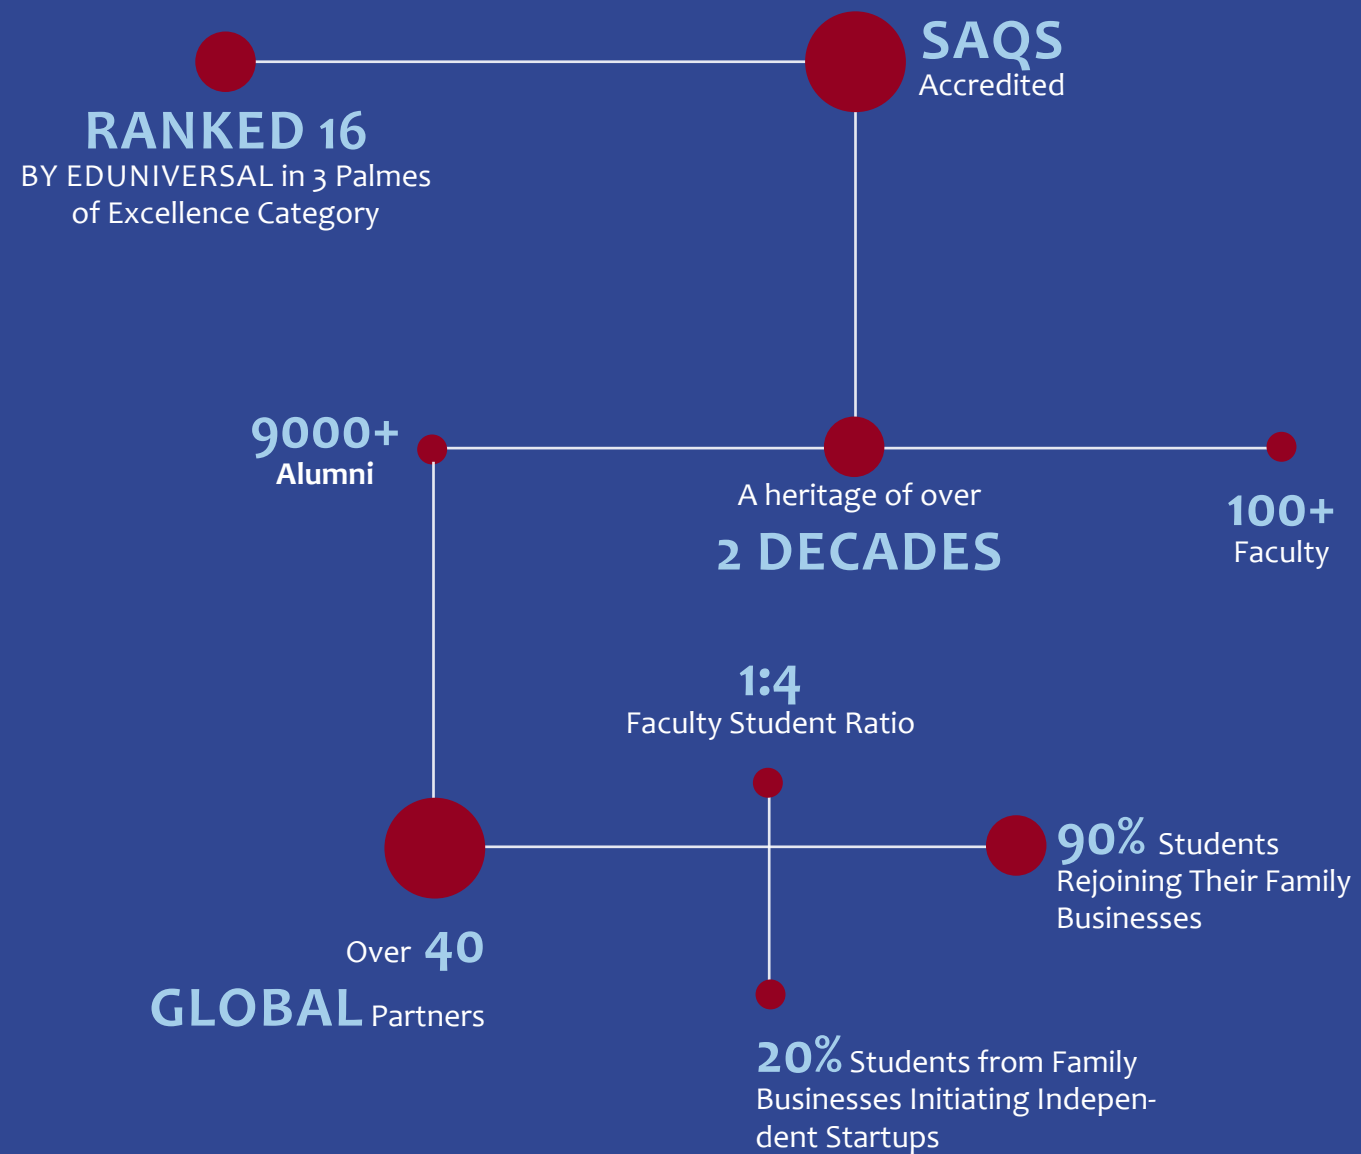 SAQS
Accredited
RANKED 16
BY EDUNIVERSAL in 3 Palmes
of Excellence Category
9000+
Alumni
A heritage of over
2 DECADES
100+
Faculty
1:4
Faculty Student Ratio
90% Students
Rejoining Their Family
Businesses
Over 40
GLOBAL Partners
20% Students from Family
Businesses Initiating Indepen-
dent Startups